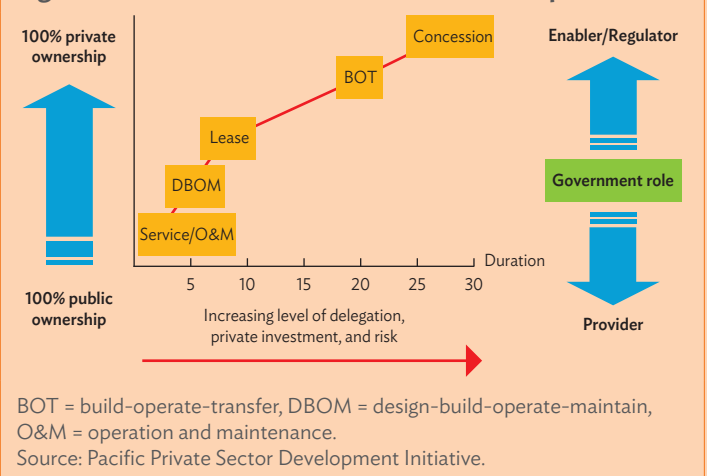 100% private
ownership
Concession
Enabler/Regulator
BOT
Lease
Government role
DBOM
Service/O&M
Duration
5 10 15 20 25 30
100% public
ownership
Increasing level of delegation,
private investment, and risk
Provider
BOT = build-operate-transfer, DBOM = design-build-operate-maintain,
O&M = operation and maintenance.
Source: Pacific Private Sector Development Initiative.